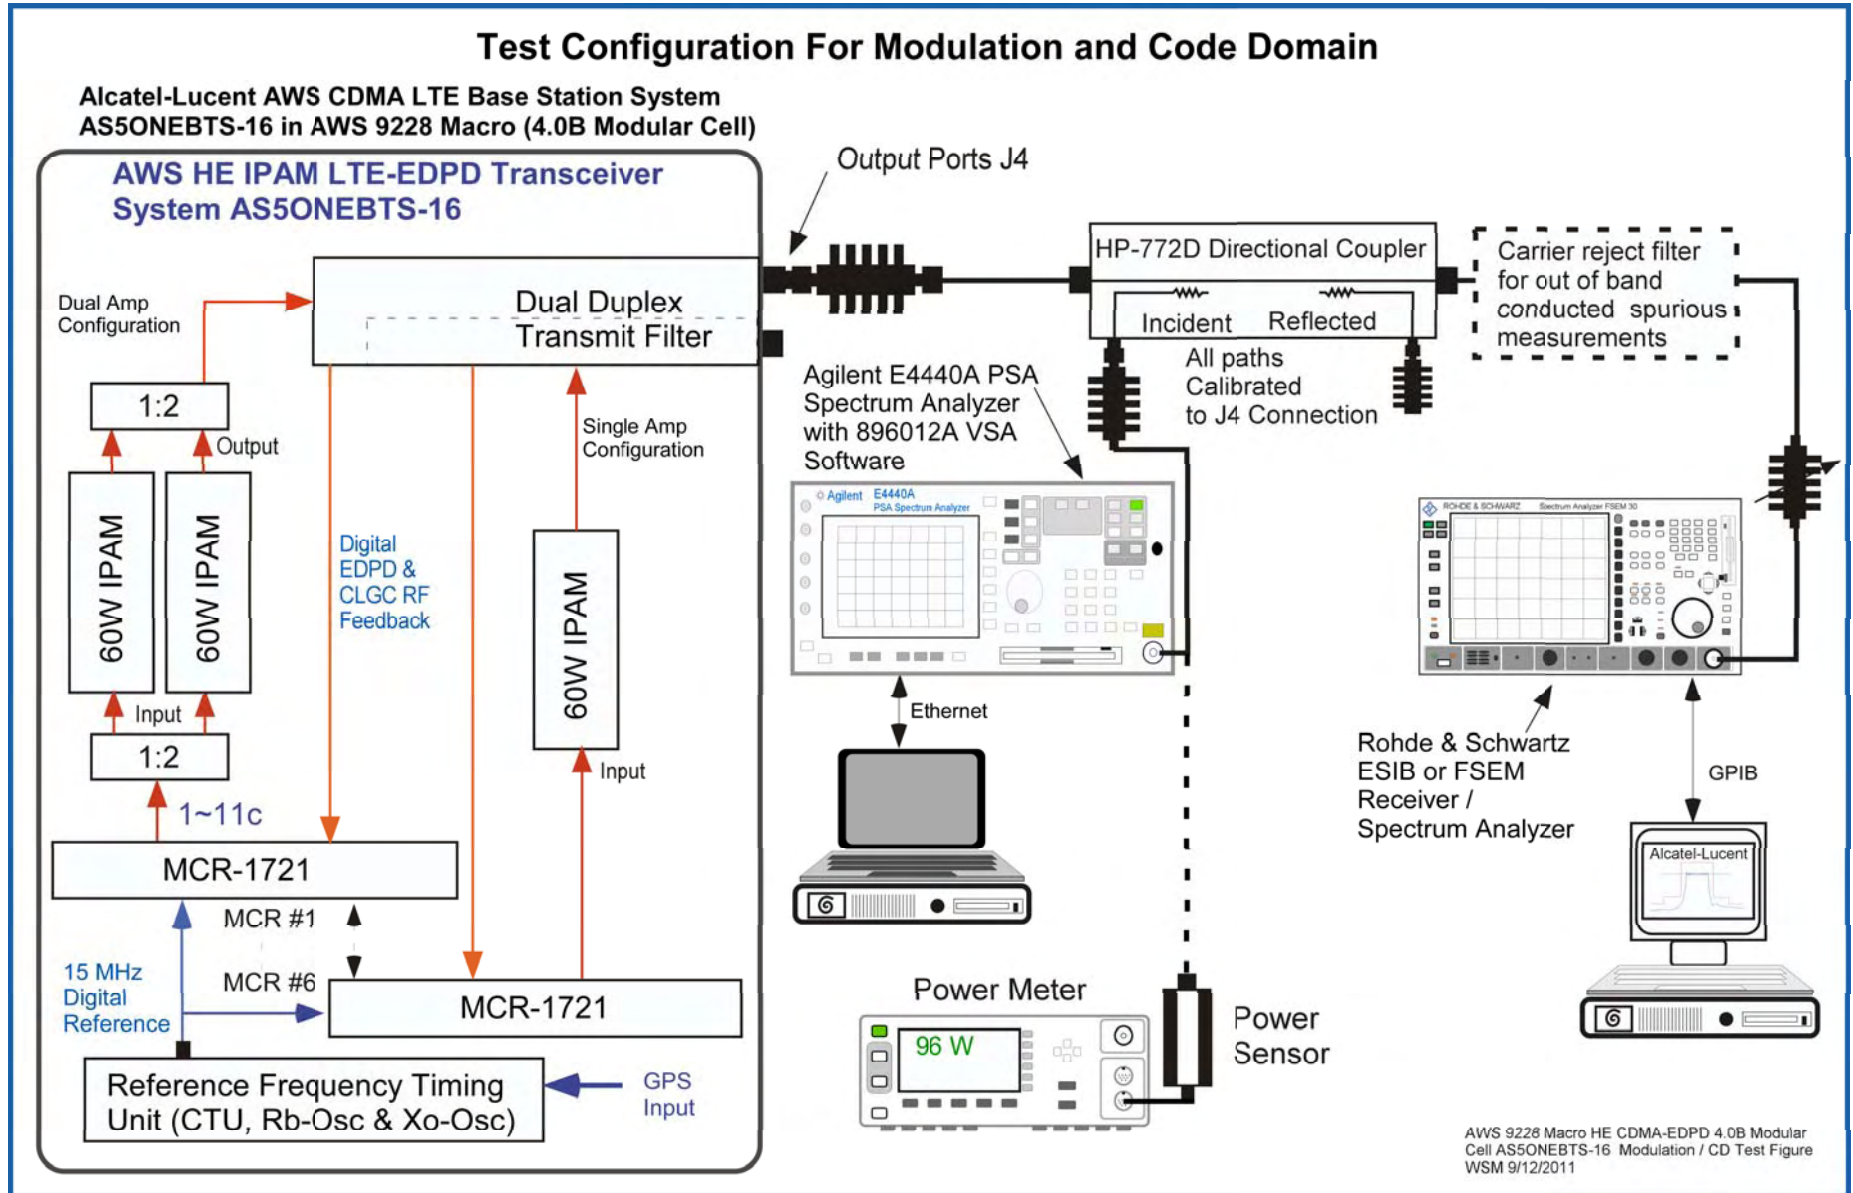 Test Configuration For Modulation and Code Domain
Alcatel-Lucent AWS CDMA LTE Base Station System
AS5ONEBTS-16 in AWS 9228 Macro (4.0B Modular Cell)
AWS HE IPAM LTE-EDPD Transceiver
System AS5ONEBTS-16
Output Ports J4
Dual Amp
Configuration
Dual Duplex
Transmit Filter
HP-772D Directional Coupler
Incident
Reflected
Carrier reject filter
for out of band
conducted spurious
measurements
All paths
Calibrated
to J4 Connection
Agilent E4440A PSA
Spectrum Analyzer
with 896012A VSA
Software
1:2
Output
Single Amp
Configuration
60W IPAM
60W IPAM
60W IPAM
Digital
EDPD &
CLGC RF
Feedback
Agilent
E4440A
PSA Spectrun Analyzer
ROHDE & SCHWARZ
Spectrum Analyzer FSEM 30
Input
1:2
Input
1~11c
Ethernet
Rohde & Schwartz
ESIB or FSEM
Receiver /
Spectrum Analyzer
GPIB
Alcatel-Lucent
MCR-1721
MCR #1
MCR #6
15 MHz
Digital
Reference
MCR-1721
Power Meter
96 W
Power
Sensor
Reference Frequency Timing
Unit (CTU, Rb-Osc & Xo-Osc)
GPS
Input
AWS 9228 Macro HE CDMA-EDPD 4.0B Modular
Cell AS5ONEBTS-16 Modulation / CD Test Figure
WSM 9/12/2011